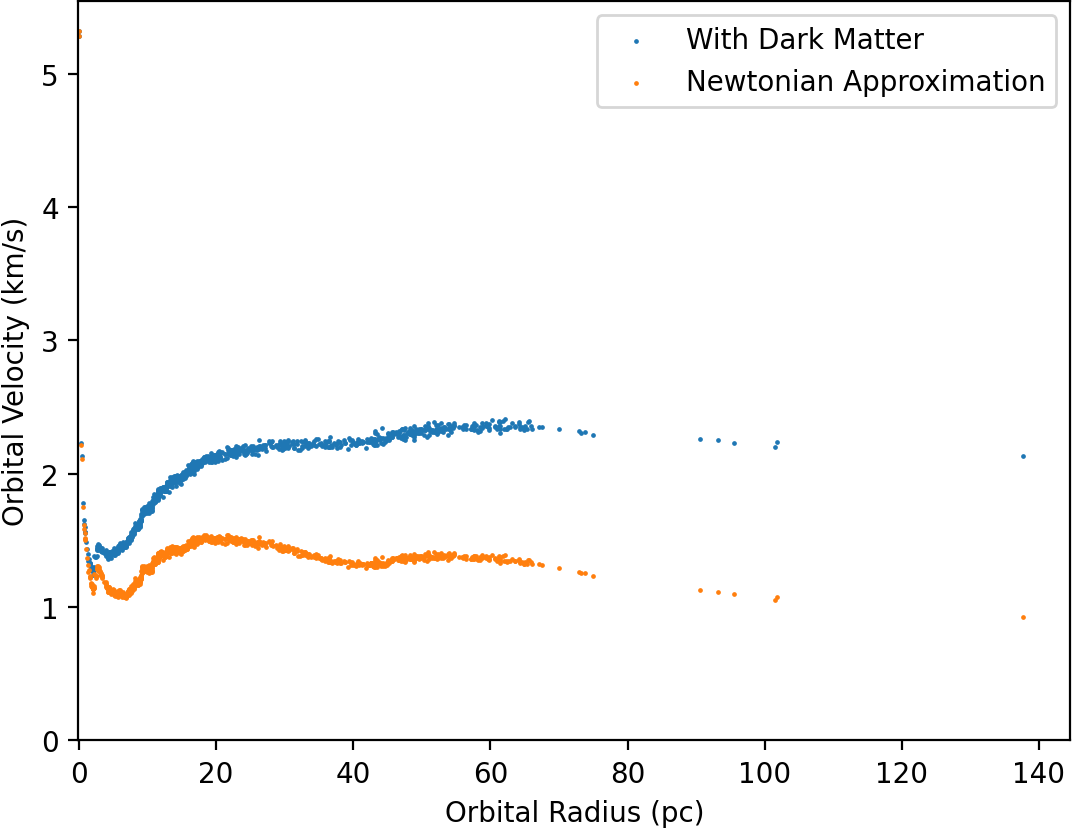 With Dark Matter
Newtonian Approximation
Orbital Velocity (km/s)
5
4
3
2
1
0
0 20 40 60 80 100 120 140
Orbital Radius (pc)